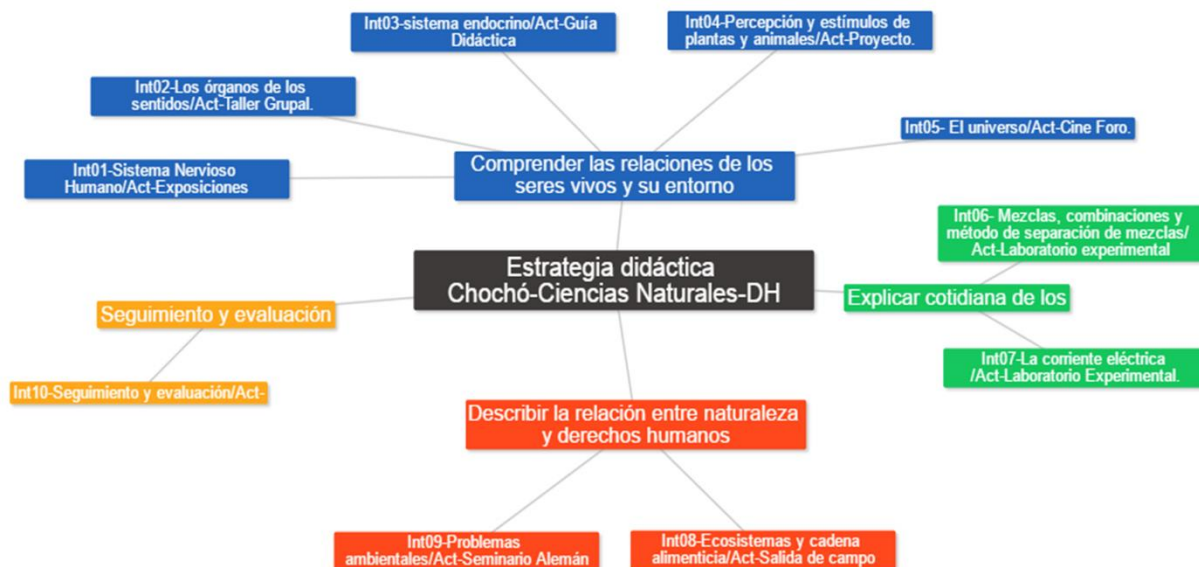 Int03-sistema endocrino/Act-Guía
Didáctica
Int04-Percepción y estímulos de
plantas y animales/Act-Proyecto.
Int02-Los órganos de los
sentidos/Act-Taller Grupal.
Int05- El universo/Act-Cine Foro.
Int01-Sistema Nervioso
Humano/Act-Exposiciones
Comprender las relaciones de los
seres vivos y su entorno
Int06- Mezclas, combinaciones y
método de separación de mezclas/
Act-Laboratorio experimental
Estrategia didáctica
Chochó-Ciencias Naturales-DH
Explicar cotidiana de los
Seguimiento y evaluación
Int07-La corriente eléctrica
/Act-Laboratorio Experimental.
Int10-Seguimiento y evaluación/Act-
Describir la relación entre naturaleza
y derechos humanos
Int09-Problemas
ambientales/Act-Seminario Alemán
Int08-Ecosistemas y cadena
alimenticia/Act-Salida de campo